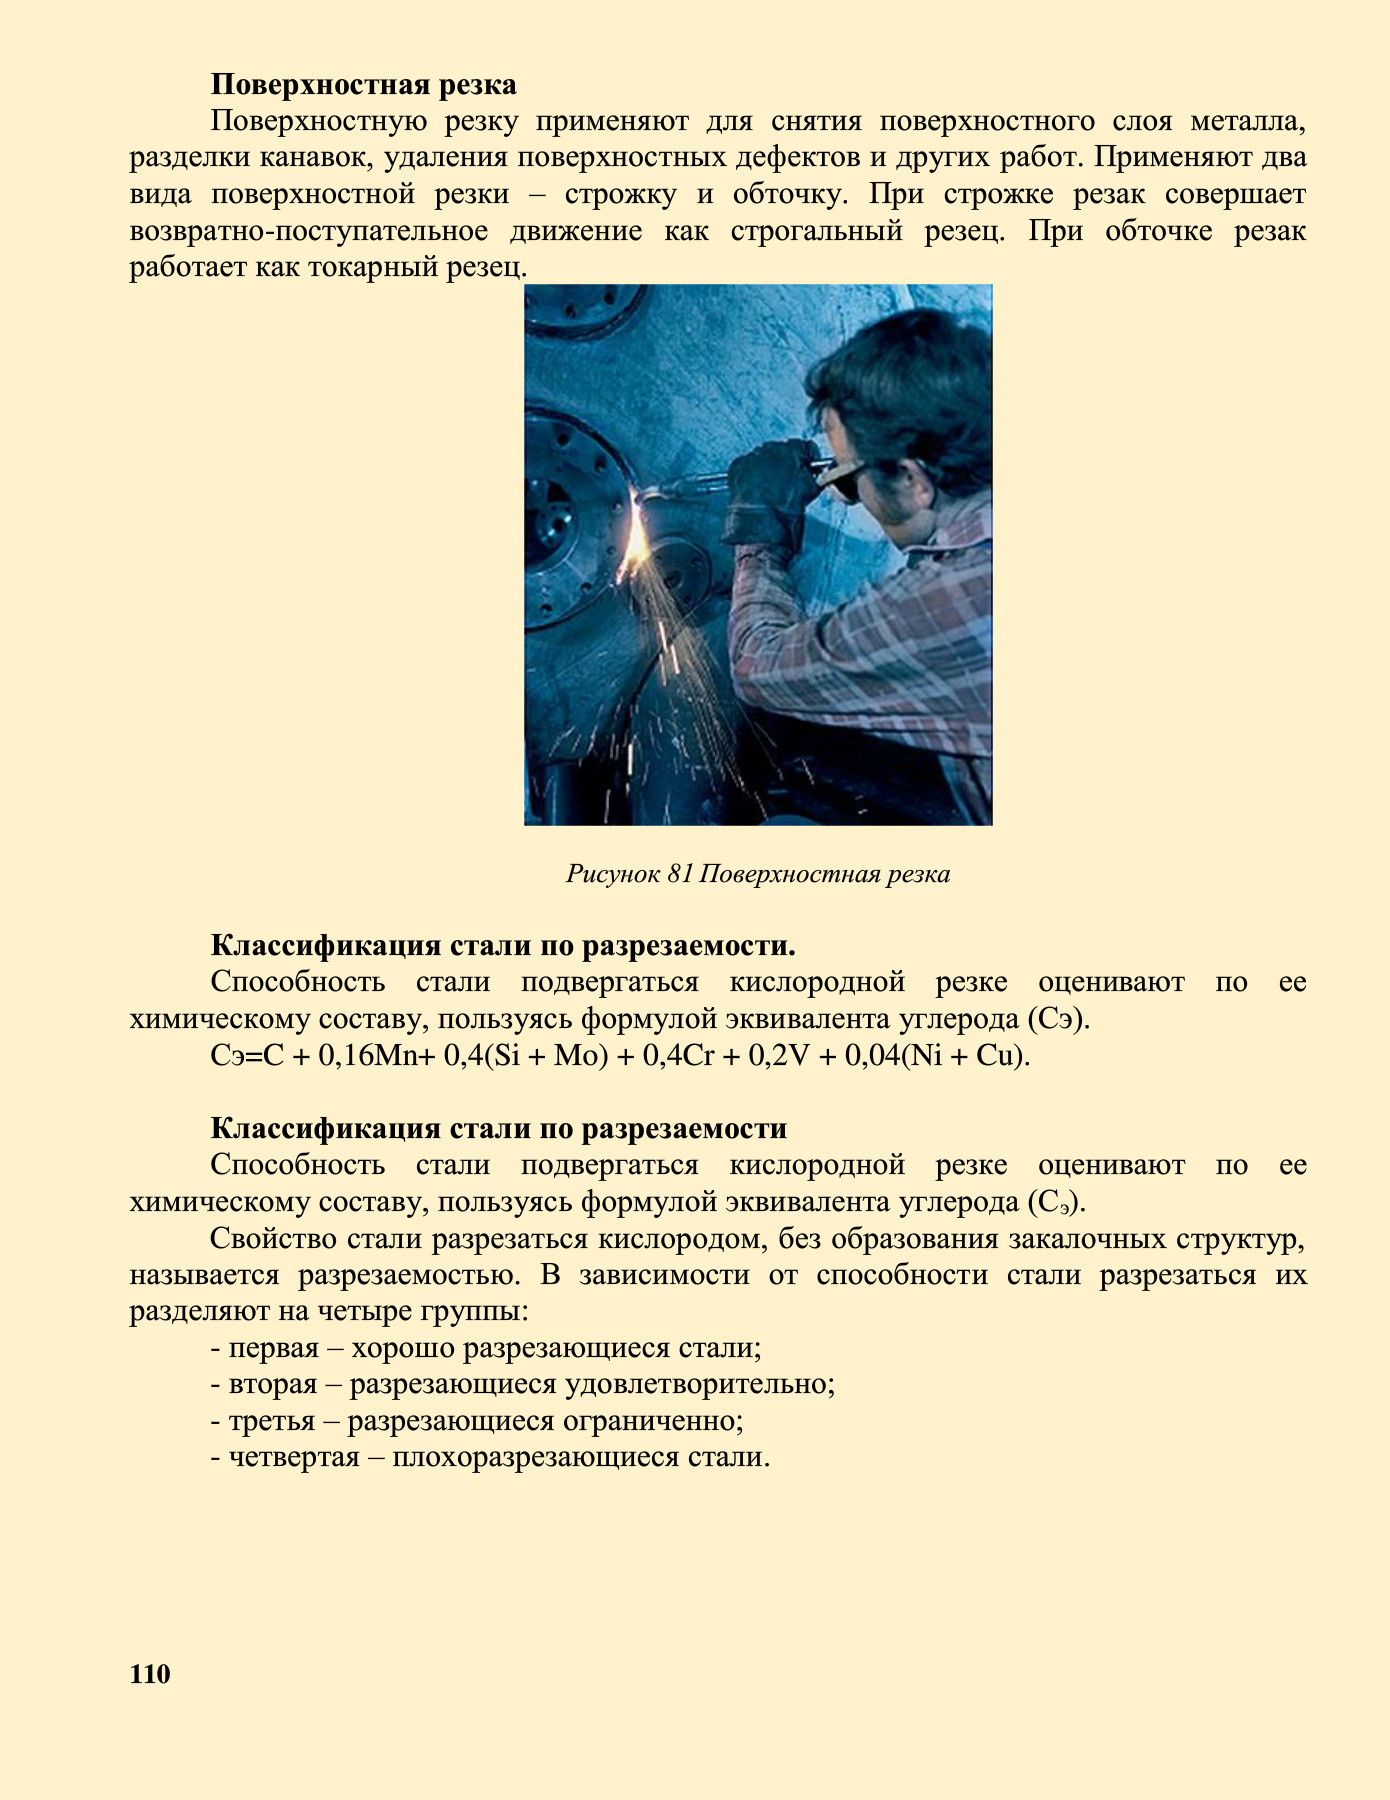 Поверхностная резка
Поверхностную резку применяют для снятия поверхностного слоя металла,
разделки канавок, удаления поверхностных дефектов и других работ. Применяют два
вида поверхностной резки – строжку и обточку. При строжке резак совершает
возвратно-поступательное движение как строгальный резец. При обточке резак
работает как токарный резец.
Рисунок 81 Поверхностная резка
Классификация стали по разрезаемости.
Способность стали подвергаться кислородной резке оценивают по ее
химическому составу, пользуясь формулой эквивалента углерода (Сэ).
Сэ=С + 0,16Mn+ 0,4(Si + Mo) + 0,4Cr + 0,2V + 0,04(Ni + Cu).
Классификация стали по разрезаемости
Способность стали подвергаться кислородной резке оценивают по ее
химическому составу, пользуясь формулой эквивалента углерода (Сэ).
Свойство стали разрезаться кислородом, без образования закалочных структур,
называется разрезаемостью. В зависимости от способности стали разрезаться их
разделяют на четыре группы:
- первая – хорошо разрезающиеся стали;
- вторая – разрезающиеся удовлетворительно;
- третья – разрезающиеся ограниченно;
- четвертая – плохоразрезающиеся стали.
110